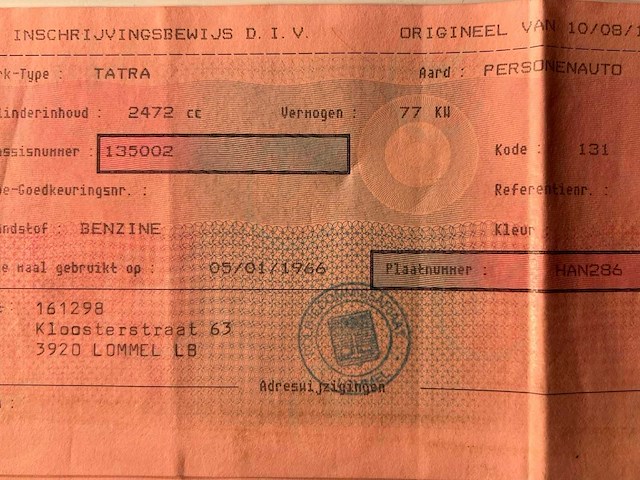 INSCHRIJVINGSBEWIJS D.I.V. ORIGINEEL VAN 10/08/1
rk-Type : TATRA Aard : PERSONENAUTO
linderinhoud : 2472 cc Vermogen : 77 KW
assisnummer : 135002 Kode : 131
e-Goedkeuringsnr. : Referentienr. :
ndstof : BENZINE Kleur
e maal gebruikt op : 05/01/1966 Plaatnummer : HAN286
161298
Kloosterstraat 63
3920 LOMMEL LB
Adreswijzigingen